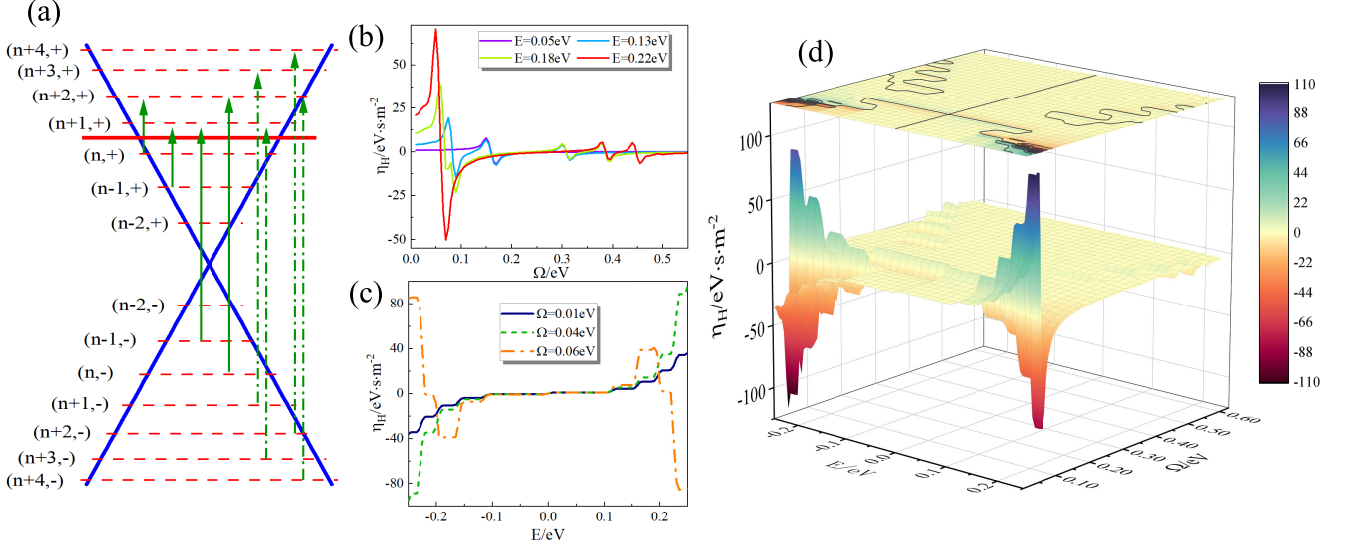 (a)
(n+4,+)
(n+3,+)
(n+2,+)
(n+1,+)
(n,+)
(n-1,+)
(n-2,+)
(n-2,-)
(n-1,-)
(n,-)
(n+1,-)
(n+2,-)
(n+3,-)
(n+4,-)
(b)
E=0.05eV E=0.13eV
E=0.18eV E=0.22eV
50
25
0
-25
-50
ηH/eV·s·m⁻²
0.0 0.1 0.2 0.3 0.4 0.5
Ω/eV
(c)
Ω=0.01eV
Ω=0.04eV
Ω=0.06eV
80
40
0
-40
-80
ηH/eV·s·m⁻²
-0.2 -0.1 0.0 0.1 0.2
E/eV
(d)
100
50
0
-50
-100
ηH/eV·s·m⁻²
-0.2
-0.1
0.0
0.1
0.2
E/eV
0.10
0.20
0.30
0.40
0.50
0.60
Ω/eV
110
88
66
44
22
0
-22
-44
-66
-88
-110